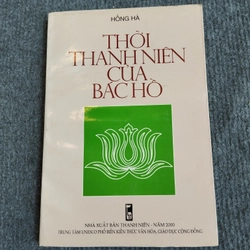 HỒNG HÀ
THỜI
THANH NIÊN
CỦA
BÁC HỒ
NHÀ XUẤT BẢN THANH NIÊN - NĂM 2000
TRUNG TÂM UNESCO PHỔ BIẾN KIẾN THỨC VĂN HÓA, GIÁO DỤC CỘNG ĐỒNG